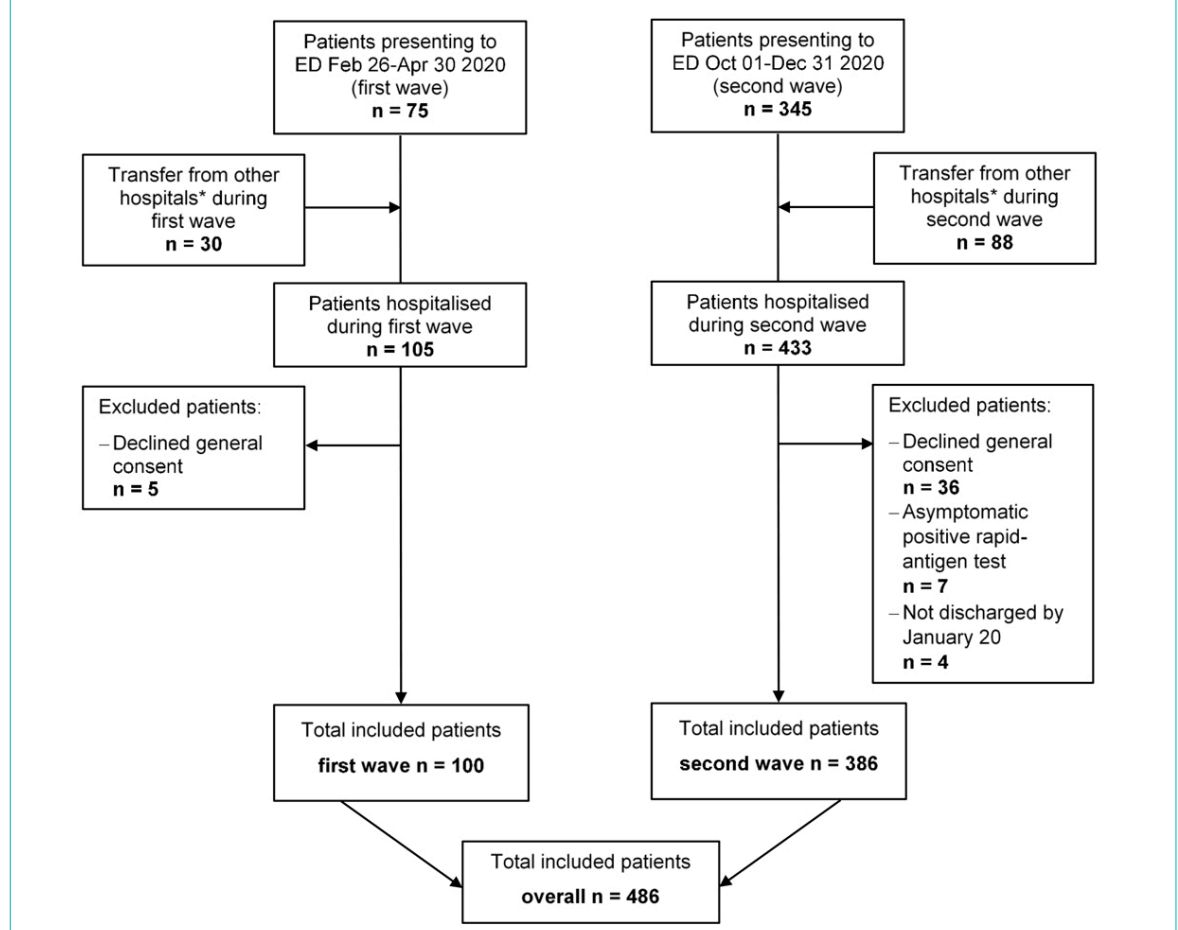 Patients presenting to
ED Feb 26-Apr 30 2020
(first wave)
n = 75
Patients presenting to
ED Oct 01-Dec 31 2020
(second wave)
n = 345
Transfer from other
hospitals* during
first wave
n = 30
Transfer from other
hospitals* during
second wave
n = 88
Patients hospitalised
during first wave
n = 105
Patients hospitalised
during second wave
n = 433
Excluded patients:
– Declined general
consent
n = 5
Excluded patients:
– Declined general
consent
n = 36
– Asymptomatic
positive rapid-
antigen test
n = 7
– Not discharged by
January 20
n = 4
Total included patients
first wave n = 100
Total included patients
second wave n = 386
Total included patients
overall n = 486